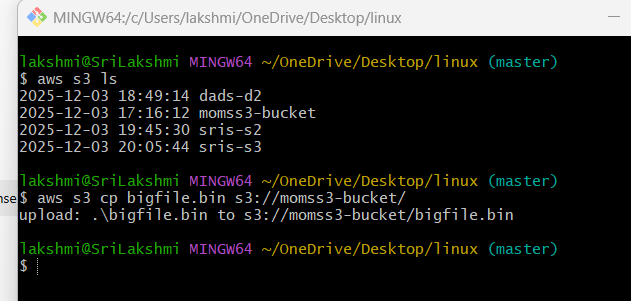 MINGW64:/c/Users/lakshmi/OneDrive/Desktop/linux
lakshmi@SriLakshmi MINGW64 ~/OneDrive/Desktop/linux (master)
$ aws s3 ls
2025-12-03 18:49:14 dads-d2
2025-12-03 17:16:12 momss3-bucket
2025-12-03 19:45:30 sris-s2
2025-12-03 20:05:44 sris-s3
lakshmi@SriLakshmi MINGW64 ~/OneDrive/Desktop/linux (master)
nse
$ aws s3 cp bigfile.bin s3://momss3-bucket/
upload: .\bigfile.bin to s3://momss3-bucket/bigfile.bin
lakshmi@SriLakshmi MINGW64 ~/OneDrive/Desktop/linux (master)
$